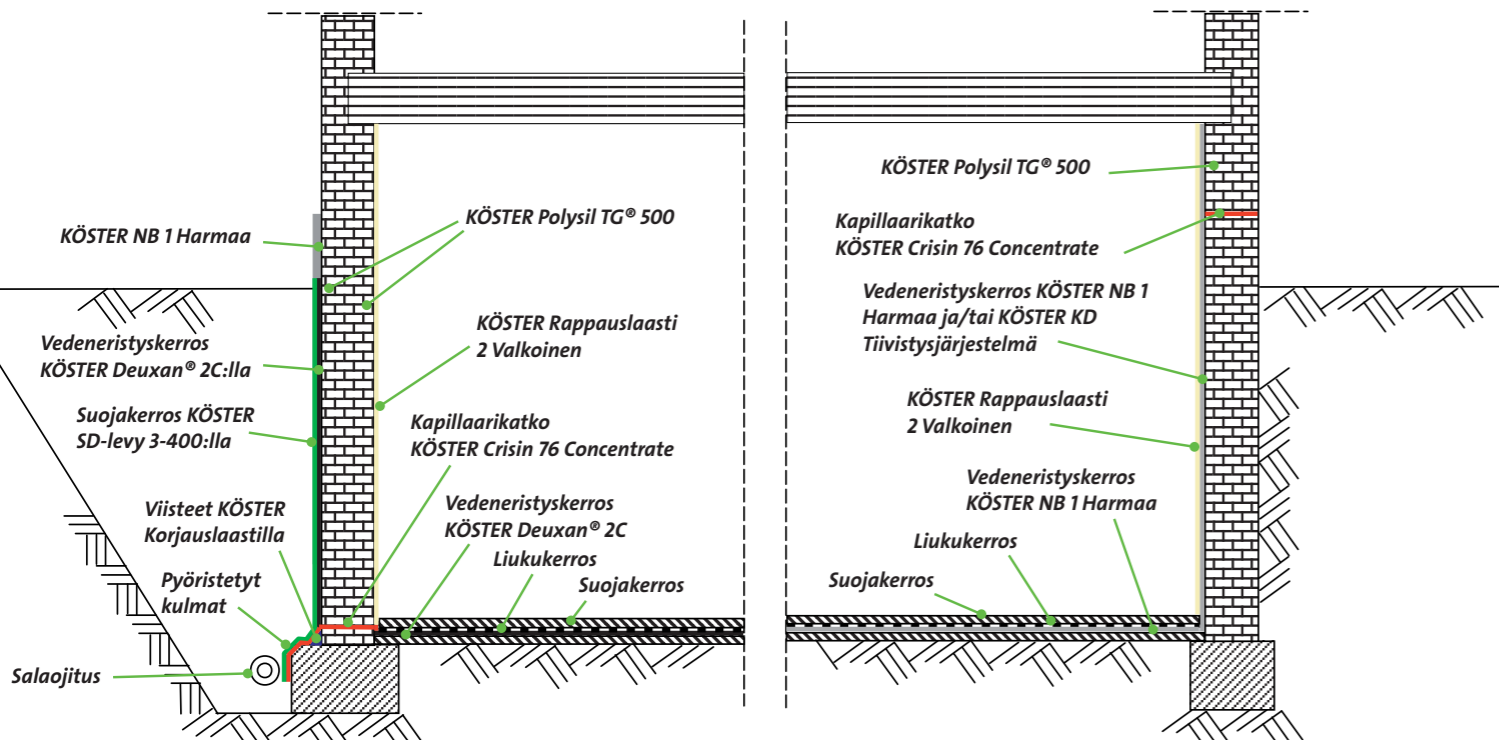 KÖSTER NB 1 Harmaa
KÖSTER Polysil TG® 500
Vedeneristyskerros
KÖSTER Deuxan® 2C:lla
Suojakerros KÖSTER
SD-levy 3-400:lla
KÖSTER Rappauslaasti
2 Valkoinen
Kapillaarikatko
KÖSTER Crisin 76 Concentrate
Viisteet KÖSTER
Korjauslaastilla
Vedeneristyskerros
KÖSTER Deuxan® 2C
Liukukerros
Suojakerros
Pyöristetyt
kulmat
Salaojitus
KÖSTER Polysil TG® 500
Kapillaarikatko
KÖSTER Crisin 76 Concentrate
Vedeneristyskerros KÖSTER NB 1
Harmaa ja/tai KÖSTER KD
Tiivistysjärjestelmä
KÖSTER Rappauslaasti
2 Valkoinen
Vedeneristyskerros
KÖSTER NB 1 Harmaa
Liukukerros
Suojakerros